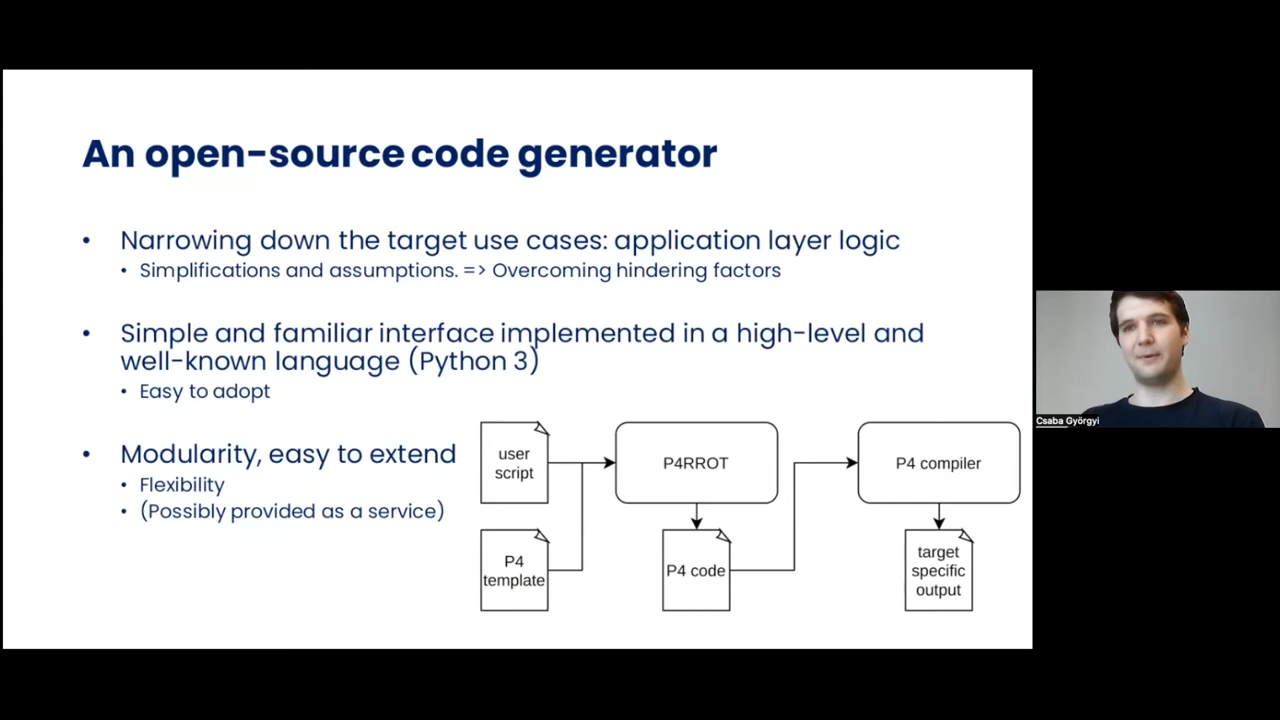 An open-source code generator
• Narrowing down the target use cases: application layer logic
• Simplifications and assumptions. => Overcoming hindering factors
• Simple and familiar interface implemented in a high-level and
well-known language (Python 3)
• Easy to adopt
• Modularity, easy to extend
• Flexibility
• (Possibly provided as a service)
user
script
P4RROT
P4 compiler
P4
template
P4 code
target
specific
output
Csaba Györgyi